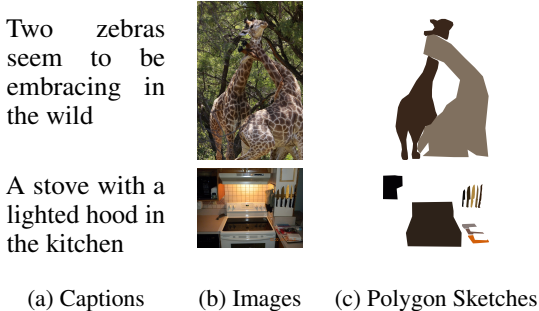 Two zebras
seem to be
embracing in
the wild
A stove with a
lighted hood in
the kitchen
(a) Captions (b) Images (c) Polygon Sketches